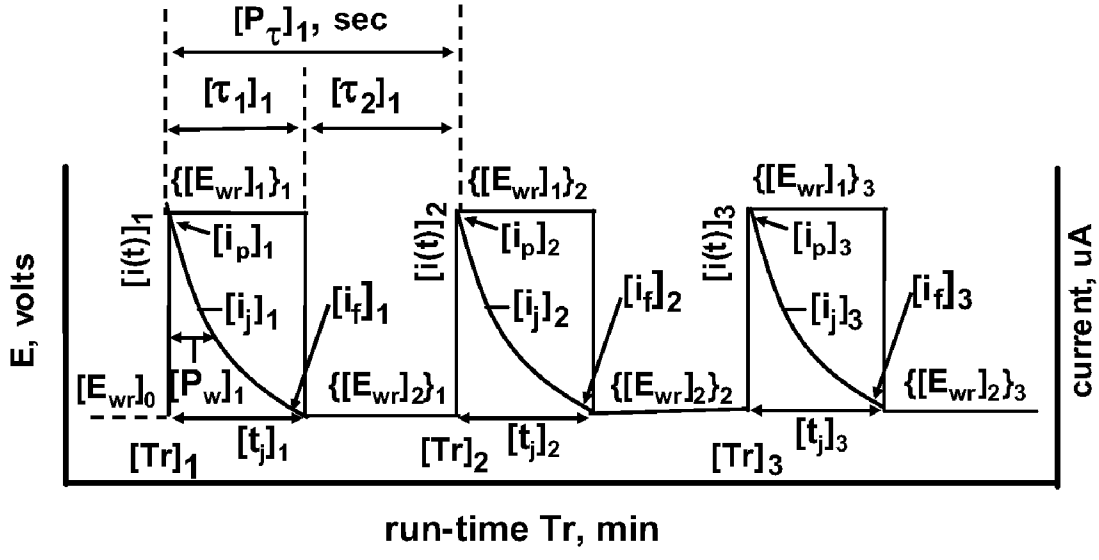 [Pτ]1, sec
[τ1]1 [τ2]1
{[Ewr]1}1 {[Ewr]1}2 {[Ewr]1}3
[i(t)]1 [i(t)]2 [i(t)]3
[ip]1 [ip]2 [ip]3
[ij]1 [if]1 [ij]2 [if]2 [ij]3 [if]3
E, volts
current, uA
[Ewr]0 [Pw]1 {[Ewr]2}1 {[Ewr]2}2 {[Ewr]2}3
[Tr]1 [tj]1 [Tr]2 [tj]2 [Tr]3 [tj]3
run-time Tr, min